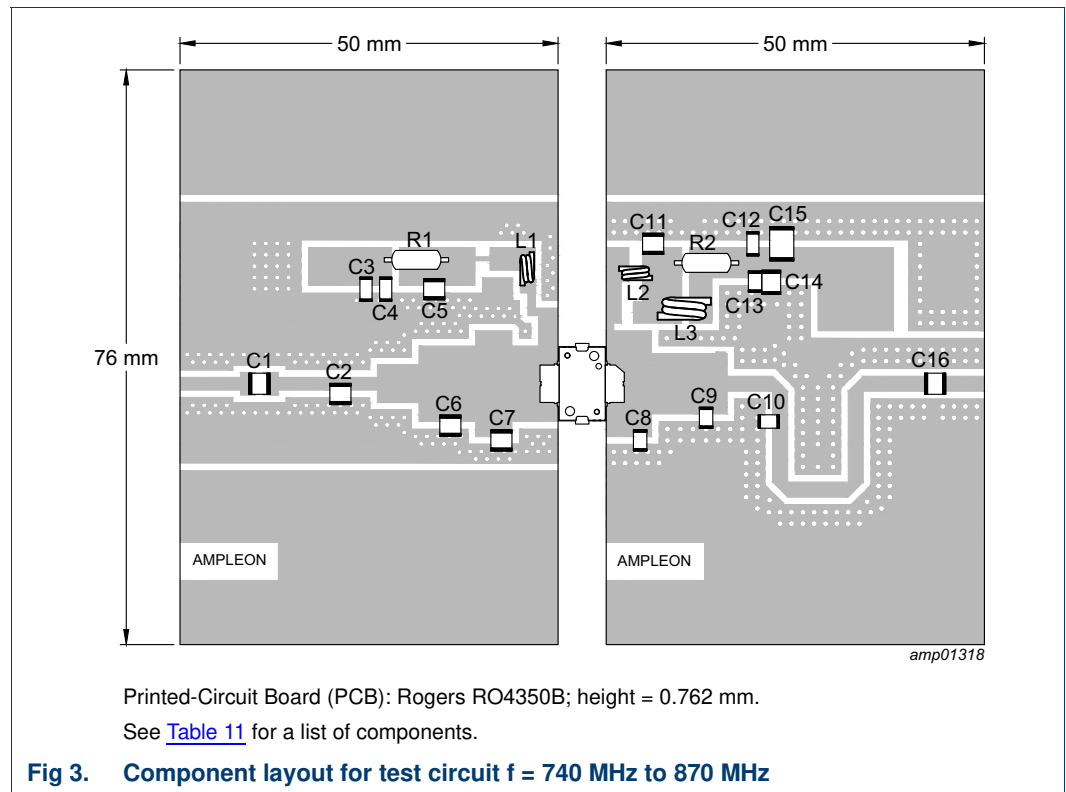 50 mm
50 mm
76 mm
C11
C12
C15
R1
L1
R2
C3
C4
C5
L2
L3
C13
C14
C1
C2
C16
C6
C7
C8
C9
C10
AMPLEON
AMPLEON
amp01318
Printed-Circuit Board (PCB): Rogers RO4350B; height = 0.762 mm.
See Table 11 for a list of components.
Fig 3. Component layout for test circuit f = 740 MHz to 870 MHz